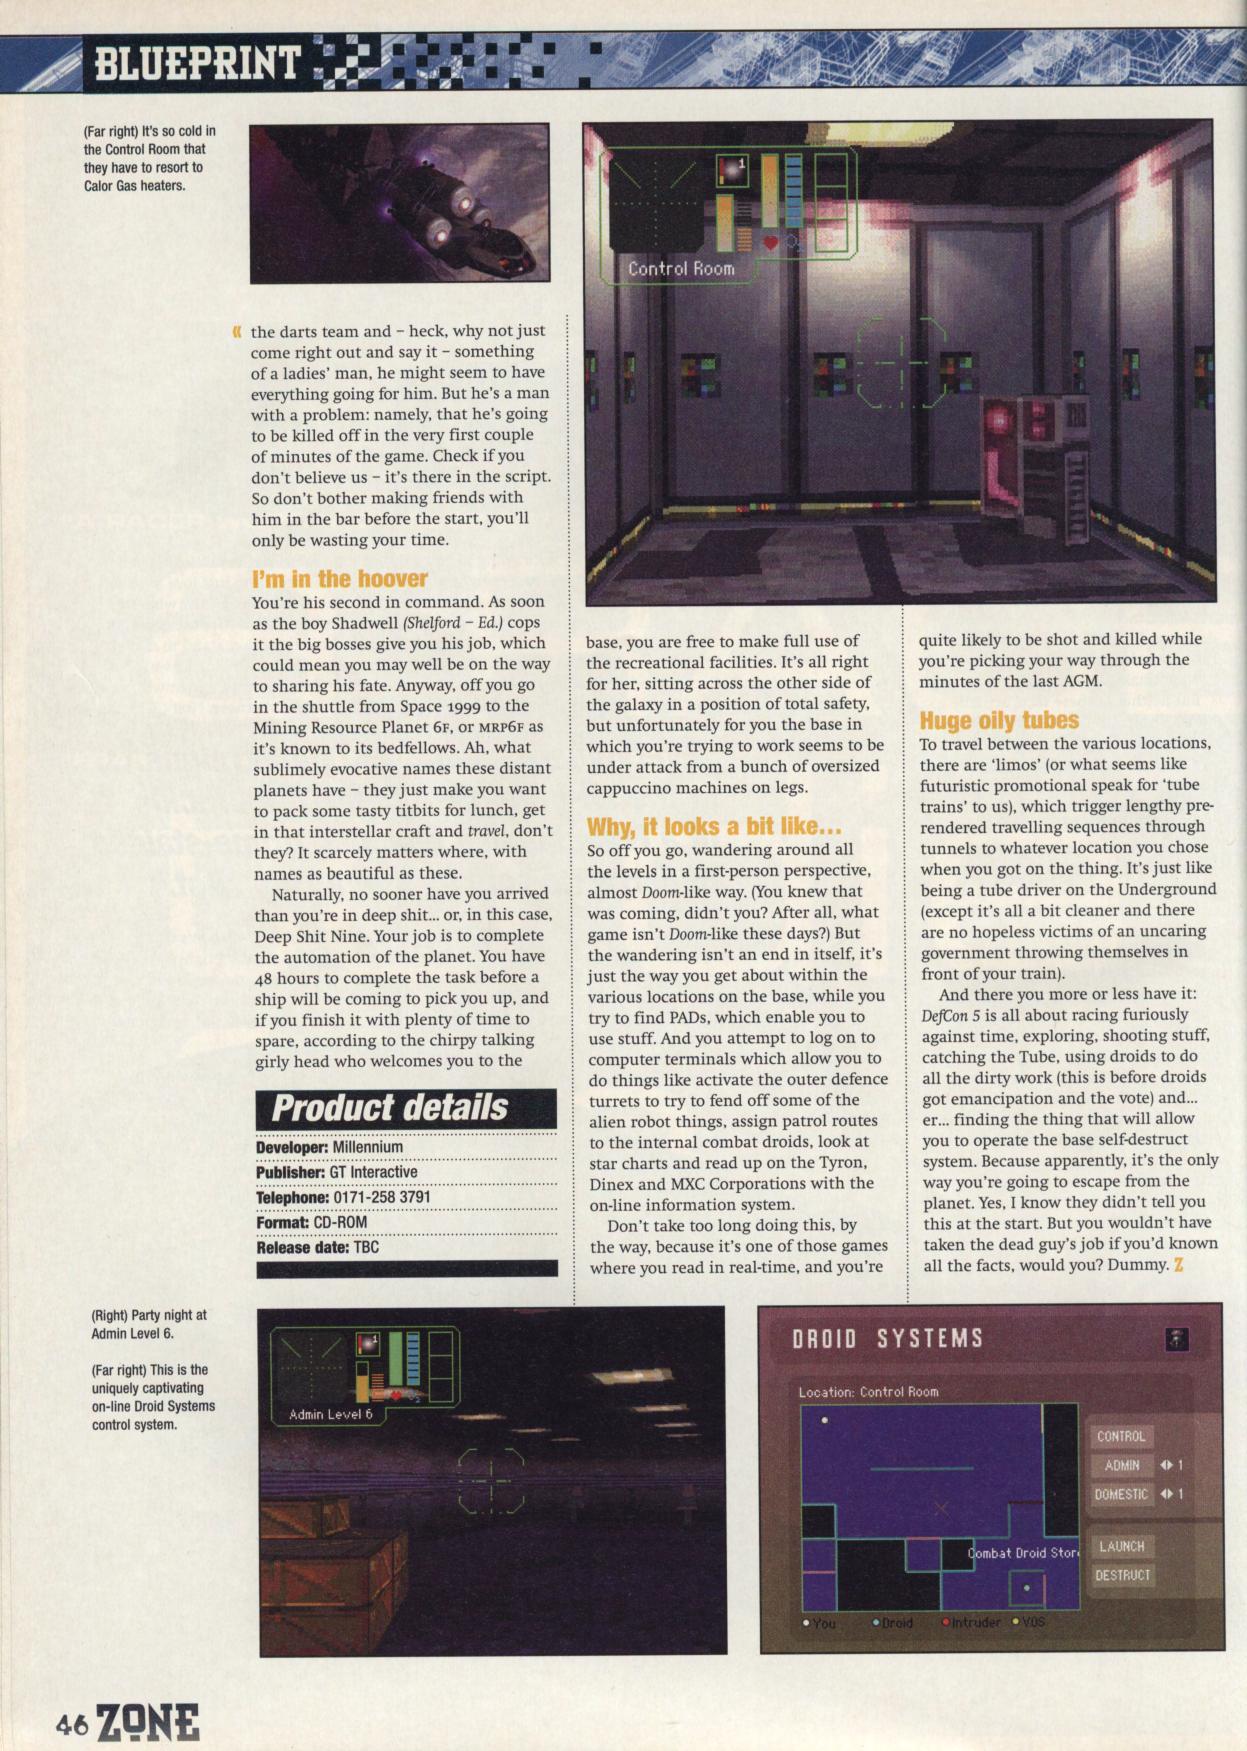 BLUEPRINT
(Far right) It's so cold in
the Control Room that
they have to resort to
Calor Gas heaters.
Control Room
1
« the darts team and – heck, why not just
come right out and say it – something
of a ladies' man, he might seem to have
everything going for him. But he's a man
with a problem: namely, that he's going
to be killed off in the very first couple
of minutes of the game. Check if you
don't believe us – it's there in the script.
So don't bother making friends with
him in the bar before the start, you'll
only be wasting your time.
I'm in the hoover
You're his second in command. As soon
as the boy Shadwell (Shelford – Ed.) cops
it the big bosses give you his job, which
could mean you may well be on the way
to sharing his fate. Anyway, off you go
in the shuttle from Space 1999 to the
Mining Resource Planet 6F, or MRP6F as
it's known to its bedfellows. Ah, what
sublimely evocative names these distant
planets have – they just make you want
to pack some tasty titbits for lunch, get
in that interstellar craft and travel, don't
they? It scarcely matters where, with
names as beautiful as these.
Naturally, no sooner have you arrived
than you're in deep shit... or, in this case,
Deep Shit Nine. Your job is to complete
the automation of the planet. You have
48 hours to complete the task before a
ship will be coming to pick you up, and
if you finish it with plenty of time to
spare, according to the chirpy talking
girly head who welcomes you to the
base, you are free to make full use of
the recreational facilities. It's all right
for her, sitting across the other side of
the galaxy in a position of total safety,
but unfortunately for you the base in
which you're trying to work seems to be
under attack from a bunch of oversized
cappuccino machines on legs.
Why, it looks a bit like...
So off you go, wandering around all
the levels in a first-person perspective,
almost Doom-like way. (You knew that
was coming, didn't you? After all, what
game isn't Doom-like these days?) But
the wandering isn't an end in itself, it's
just the way you get about within the
various locations on the base, while you
try to find PADs, which enable you to
use stuff. And you attempt to log on to
computer terminals which allow you to
do things like activate the outer defence
turrets to try to fend off some of the
alien robot things, assign patrol routes
to the internal combat droids, look at
star charts and read up on the Tyron,
Dinex and MXC Corporations with the
on-line information system.
Don't take too long doing this, by
the way, because it's one of those games
where you read in real-time, and you're
quite likely to be shot and killed while
you're picking your way through the
minutes of the last AGM.
Huge oily tubes
To travel between the various locations,
there are 'limos' (or what seems like
futuristic promotional speak for 'tube
trains' to us), which trigger lengthy pre-
rendered travelling sequences through
tunnels to whatever location you chose
when you got on the thing. It's just like
being a tube driver on the Underground
(except it's all a bit cleaner and there
are no hopeless victims of an uncaring
government throwing themselves in
front of your train).
And there you more or less have it:
DefCon 5 is all about racing furiously
against time, exploring, shooting stuff,
catching the Tube, using droids to do
all the dirty work (this is before droids
got emancipation and the vote) and...
er... finding the thing that will allow
you to operate the base self-destruct
system. Because apparently, it's the only
way you're going to escape from the
planet. Yes, I know they didn't tell you
this at the start. But you wouldn't have
taken the dead guy's job if you'd known
all the facts, would you? Dummy. Z
Product details
Developer: Millennium
Publisher: GT Interactive
Telephone: 0171-258 3791
Format: CD-ROM
Release date: TBC
(Right) Party night at
Admin Level 6.
(Far right) This is the
uniquely captivating
on-line Droid Systems
control system.
1
Admin Level 6
DROID SYSTEMS
Location: Control Room
CONTROL
ADMIN 1
DOMESTIC 1
LAUNCH
DESTRUCT
Combat Droid Stor
You Droid Intruder VOS
46 ZONE